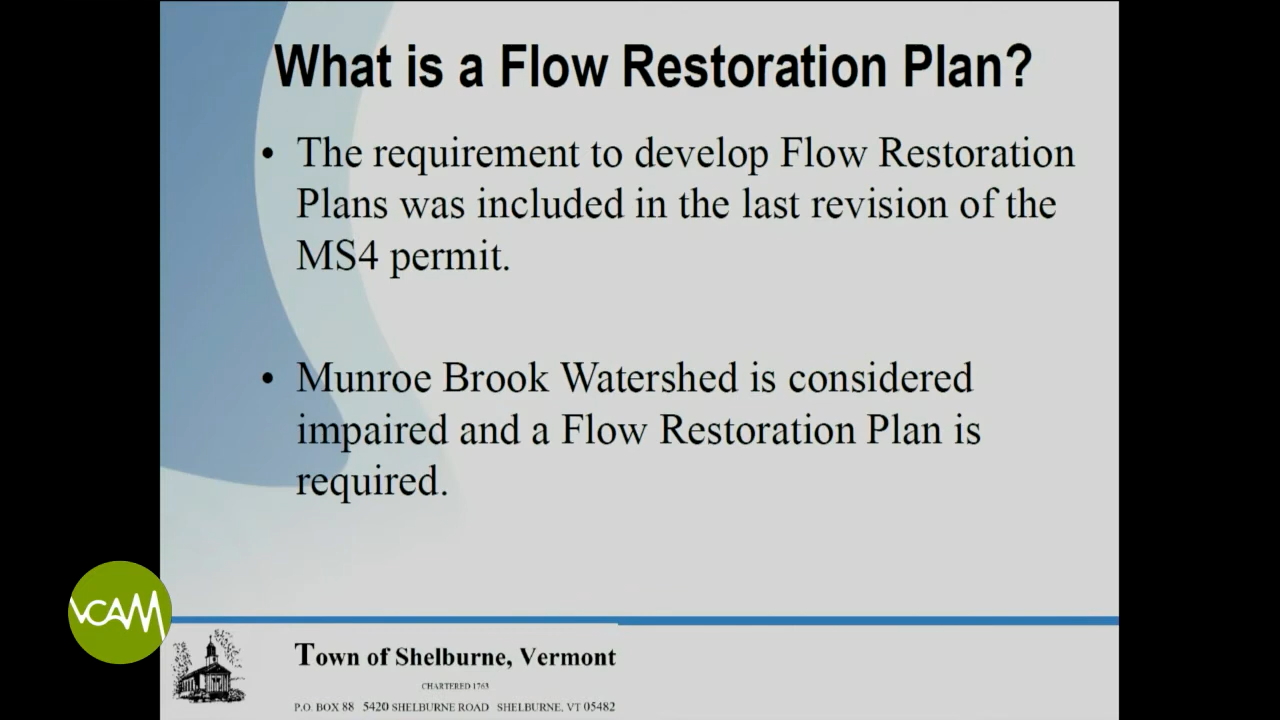 What is a Flow Restoration Plan?
• The requirement to develop Flow Restoration
Plans was included in the last revision of the
MS4 permit.
• Munroe Brook Watershed is considered
impaired and a Flow Restoration Plan is
required.
VCAM
Town of Shelburne, Vermont
CHARTERED 1763
P.O. BOX 88 5420 SHELBURNE ROAD SHELBURNE, VT 05482